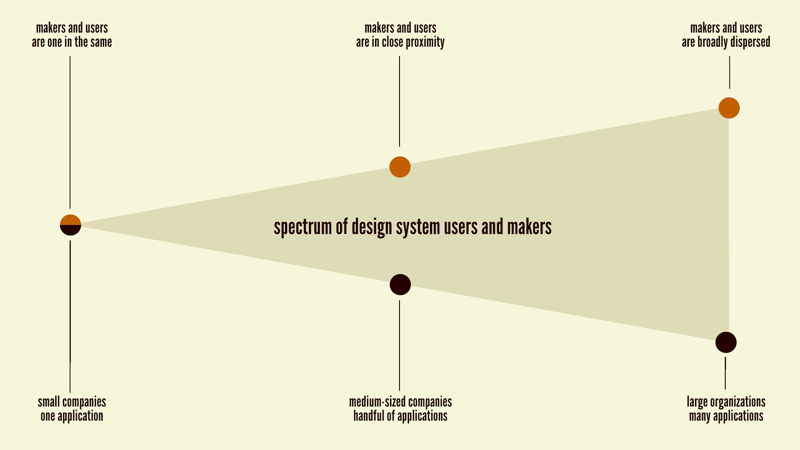 makers and users
are one in the same
makers and users
are in close proximity
makers and users
are broadly dispersed
spectrum of design system users and makers
small companies
one application
medium-sized companies
handful of applications
large organizations
many applications